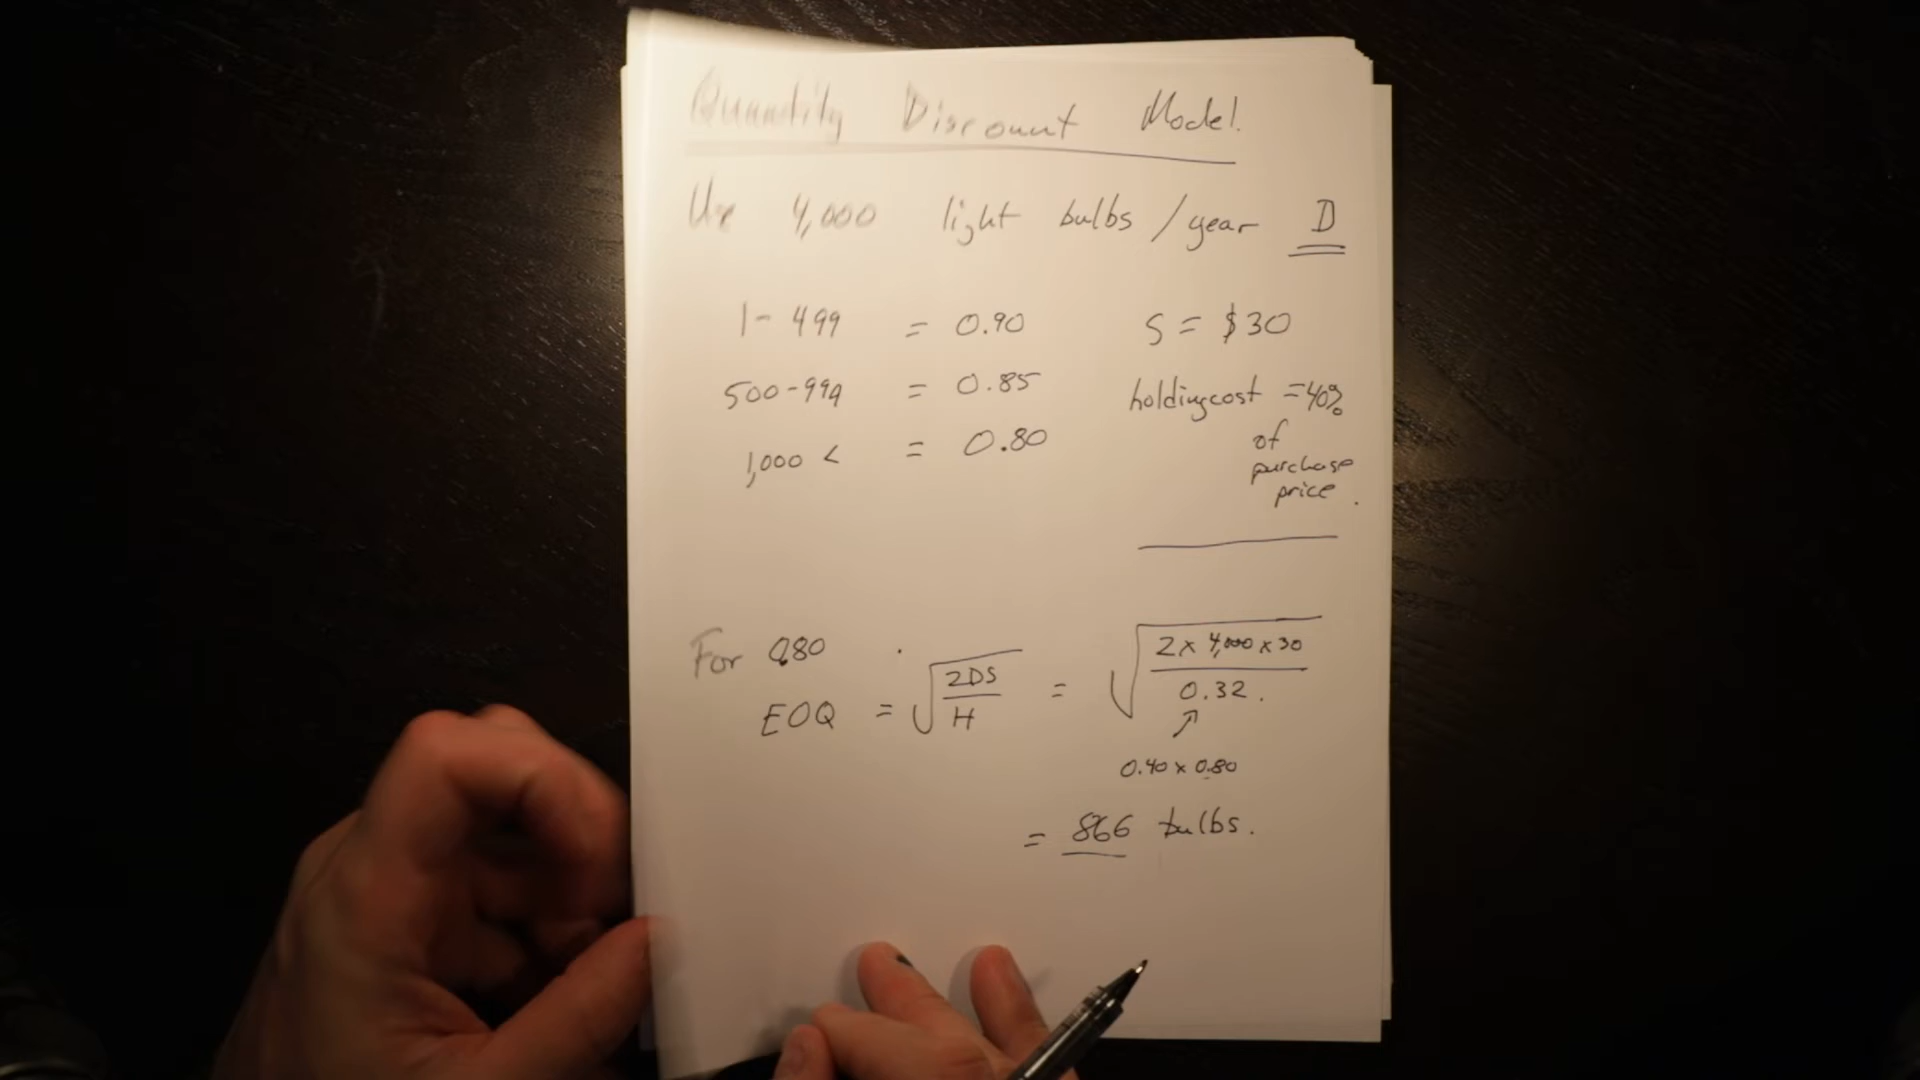 Quantity Discount Model.
Use 4,000 light bulbs / year D
1 - 499 = 0.90
500 - 999 = 0.85
1,000 < = 0.80
S = $30
holding cost = 40%
of
purchase
price.
For 0.80
EOQ = √(2DS / H) = √(2 x 4,000 x 30 / 0.32.)
0.40 x 0.80
= 866 bulbs.